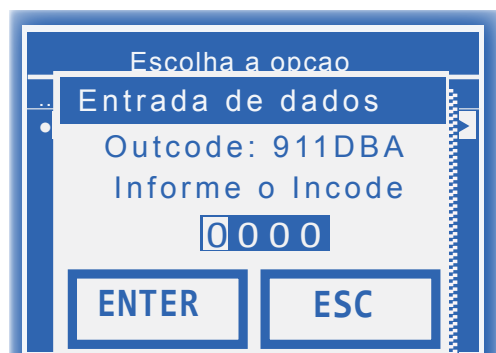 Escolha a opcao
..
Entrada de dados
Outcode: 911DBA
Informe o Incode
0000
ENTER ESC